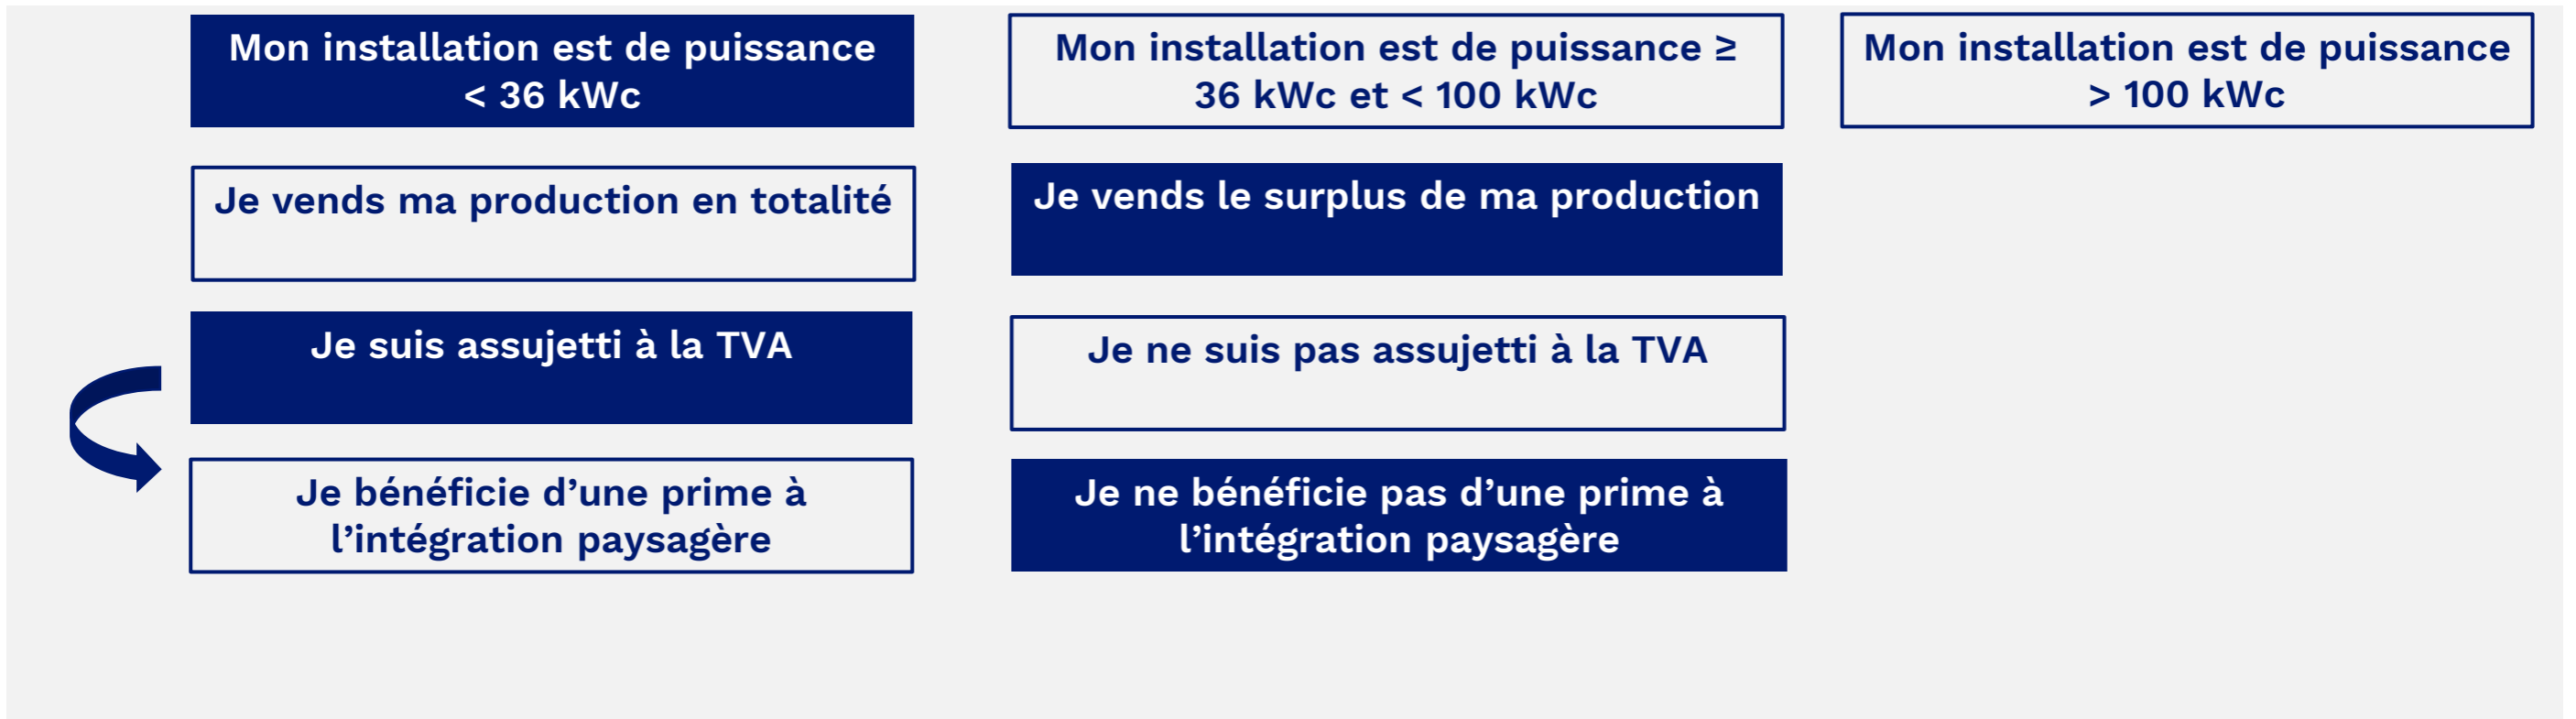 Mon installation est de puissance
< 36 kWc
Mon installation est de puissance ≥
36 kWc et < 100 kWc
Mon installation est de puissance
> 100 kWc
Je vends ma production en totalité
Je vends le surplus de ma production
Je suis assujetti à la TVA
Je ne suis pas assujetti à la TVA
Je bénéficie d’une prime à
l’intégration paysagère
Je ne bénéficie pas d’une prime à
l’intégration paysagère